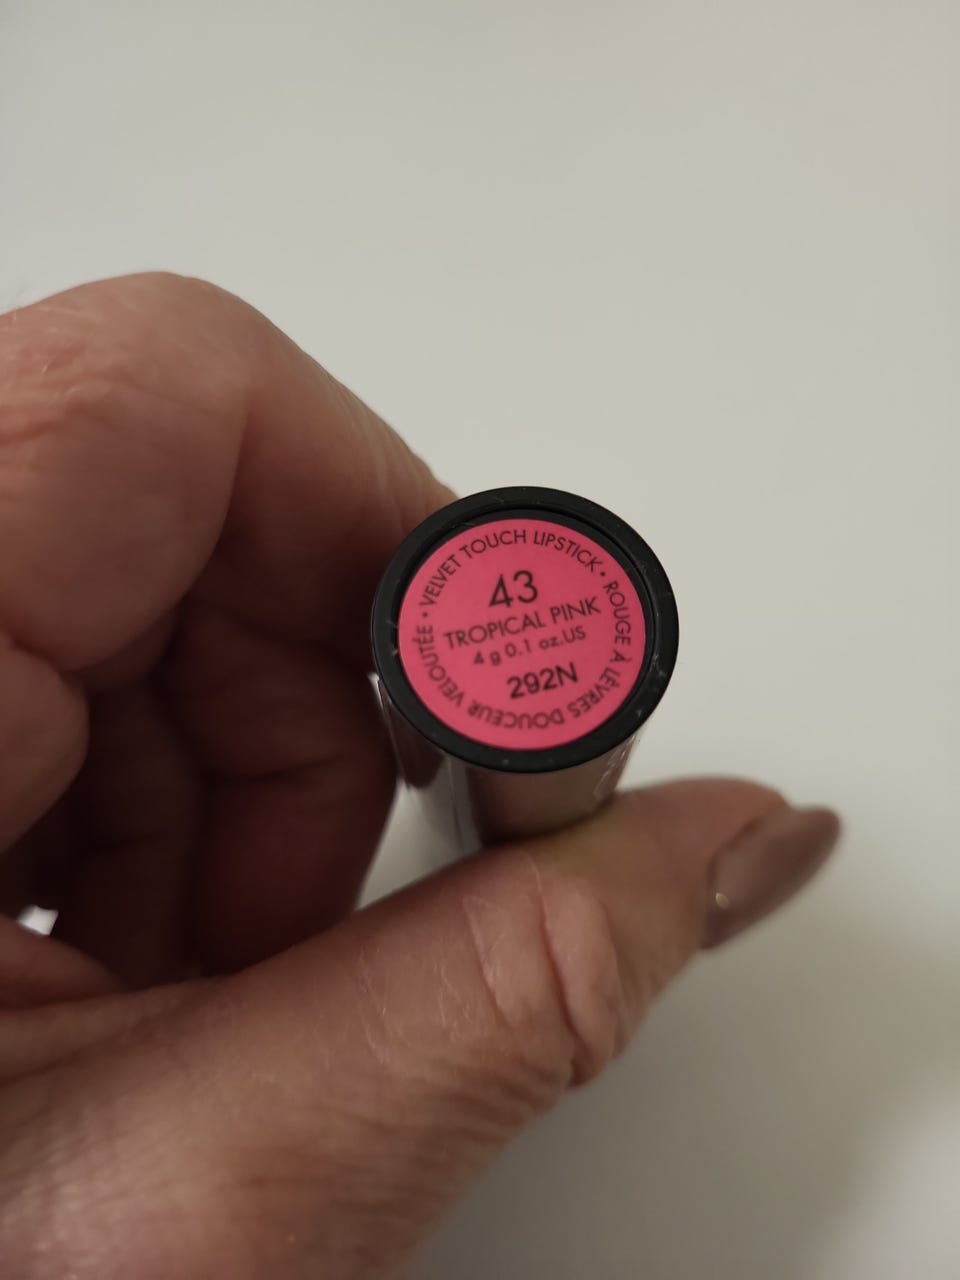 • VELVET TOUCH LIPSTICK • ROUGE À LÈVRES DOUCEUR VELOUTÉE
43
TROPICAL PINK
4 g 0.1 oz.US
292N